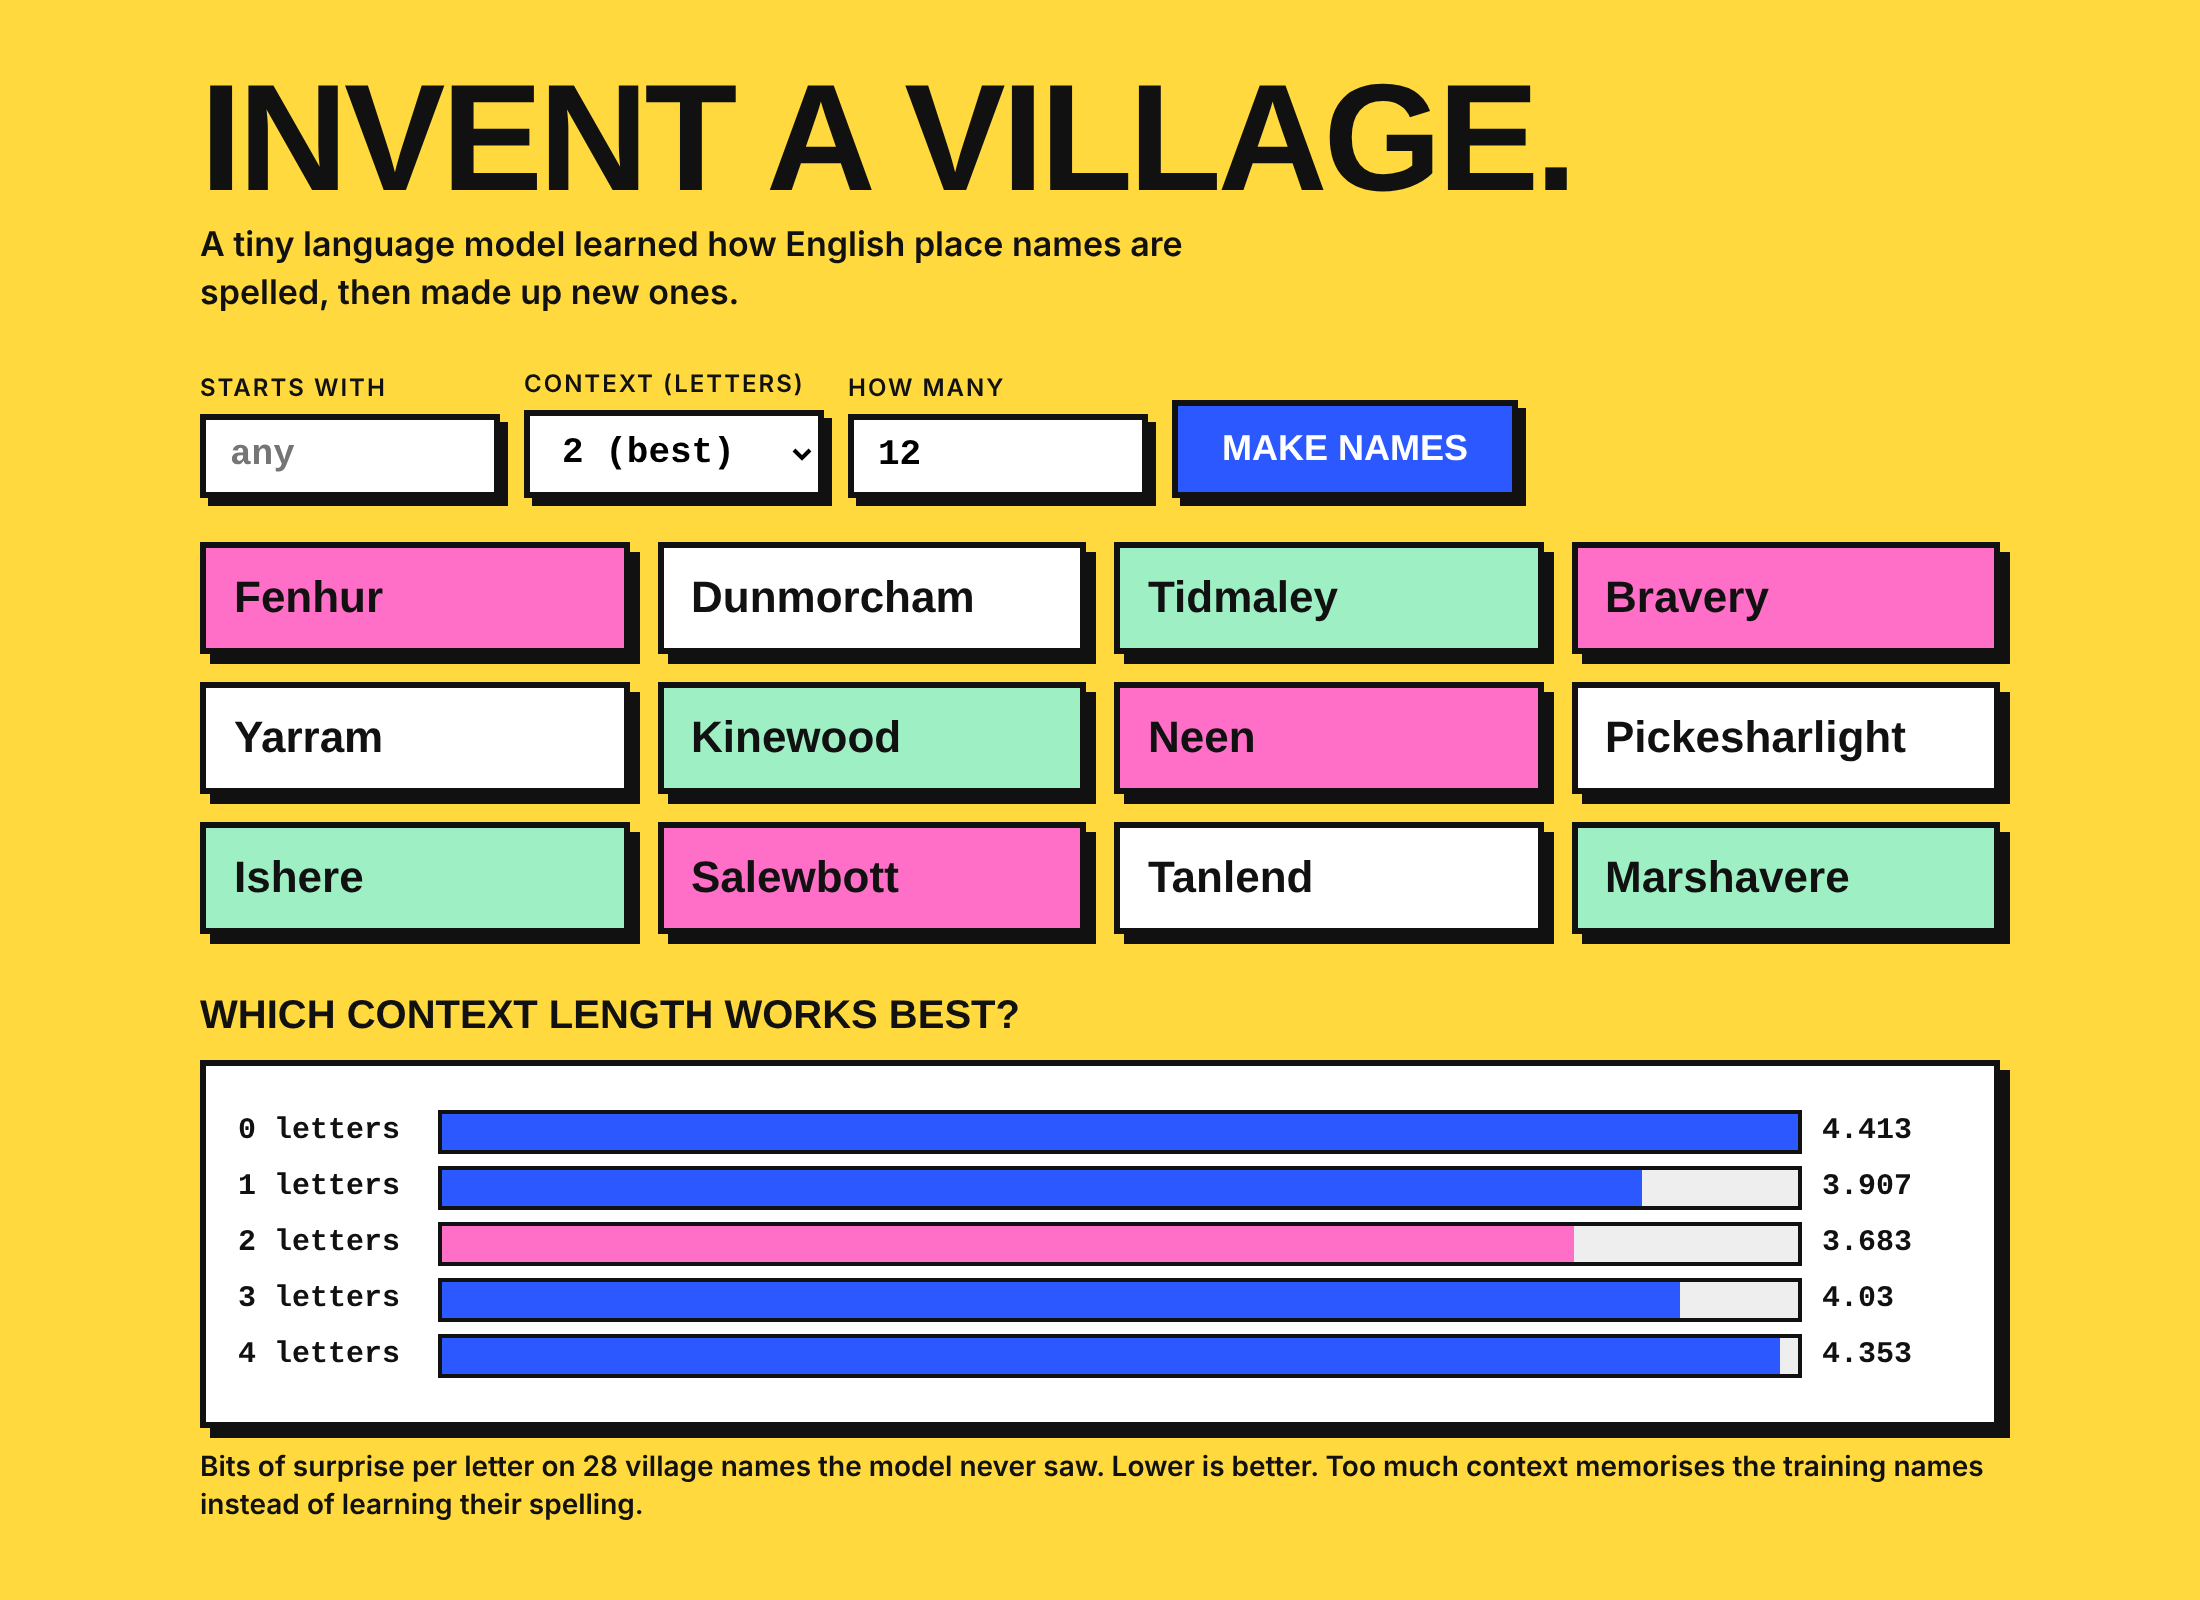 INVENT A VILLAGE.
A tiny language model learned how English place names are
spelled, then made up new ones.
STARTS WITH
CONTEXT (LETTERS)
HOW MANY
any
2 (best)
12
MAKE NAMES
Fenhur
Dunmorcham
Tidmaley
Bravery
Yarram
Kinewood
Neen
Pickesharlight
Ishere
Salewbott
Tanlend
Marshavere
WHICH CONTEXT LENGTH WORKS BEST?
0 letters 4.413
1 letters 3.907
2 letters 3.683
3 letters 4.03
4 letters 4.353
Bits of surprise per letter on 28 village names the model never saw. Lower is better. Too much context memorises the training names
instead of learning their spelling.